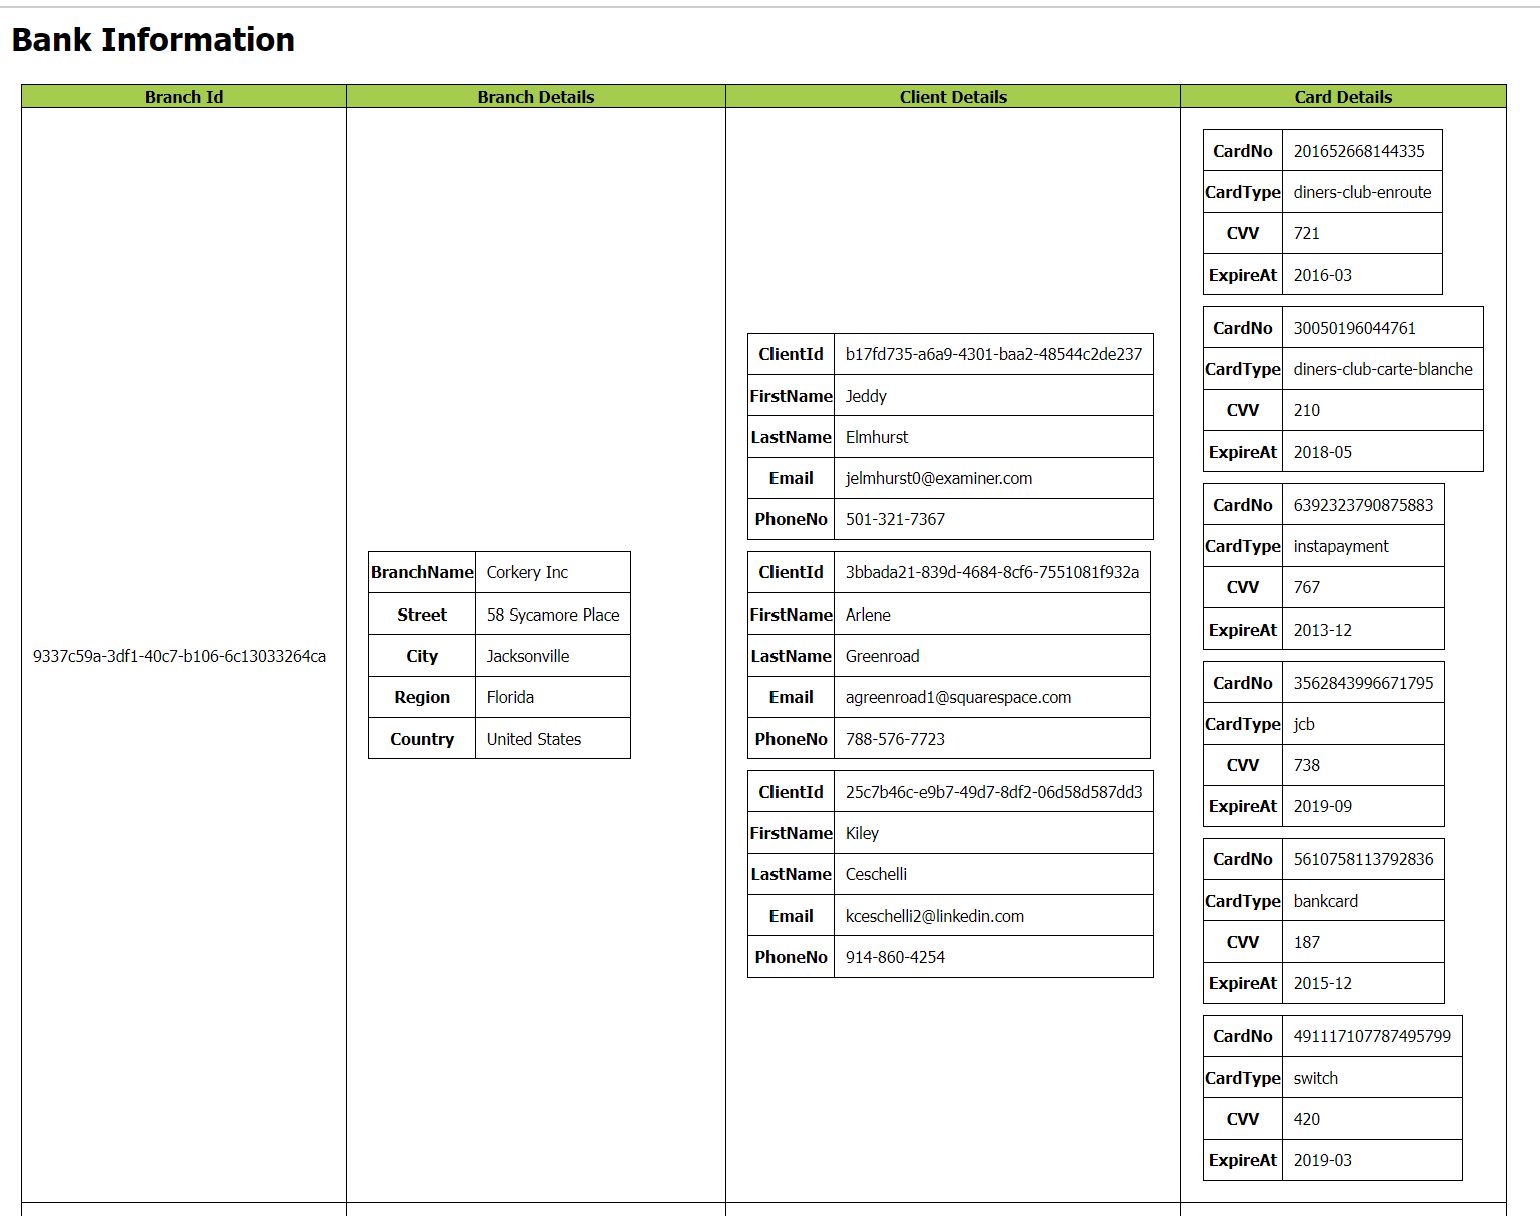 Bank Information
Branch Id Branch Details Client Details Card Details
9337c59a-3df1-40c7-b106-6c13033264ca
BranchName Corkery Inc
Street 58 Sycamore Place
City Jacksonville
Region Florida
Country United States
ClientId b17fd735-a6a9-4301-baa2-48544c2de237
FirstName Jeddy
LastName Elmhurst
Email jelmhurst0@examiner.com
PhoneNo 501-321-7367
ClientId 3bbada21-839d-4684-8cf6-7551081f932a
FirstName Arlene
LastName Greenroad
Email agreenroad1@squarespace.com
PhoneNo 788-576-7723
ClientId 25c7b46c-e9b7-49d7-8df2-06d58d587dd3
FirstName Kiley
LastName Ceschelli
Email kceschelli2@linkedin.com
PhoneNo 914-860-4254
CardNo 201652668144335
CardType diners-club-enroute
CVV 721
ExpireAt 2016-03
CardNo 30050196044761
CardType diners-club-carte-blanche
CVV 210
ExpireAt 2018-05
CardNo 6392323790875883
CardType instapayment
CVV 767
ExpireAt 2013-12
CardNo 3562843996671795
CardType jcb
CVV 738
ExpireAt 2019-09
CardNo 5610758113792836
CardType bankcard
CVV 187
ExpireAt 2015-12
CardNo 491117107787495799
CardType switch
CVV 420
ExpireAt 2019-03